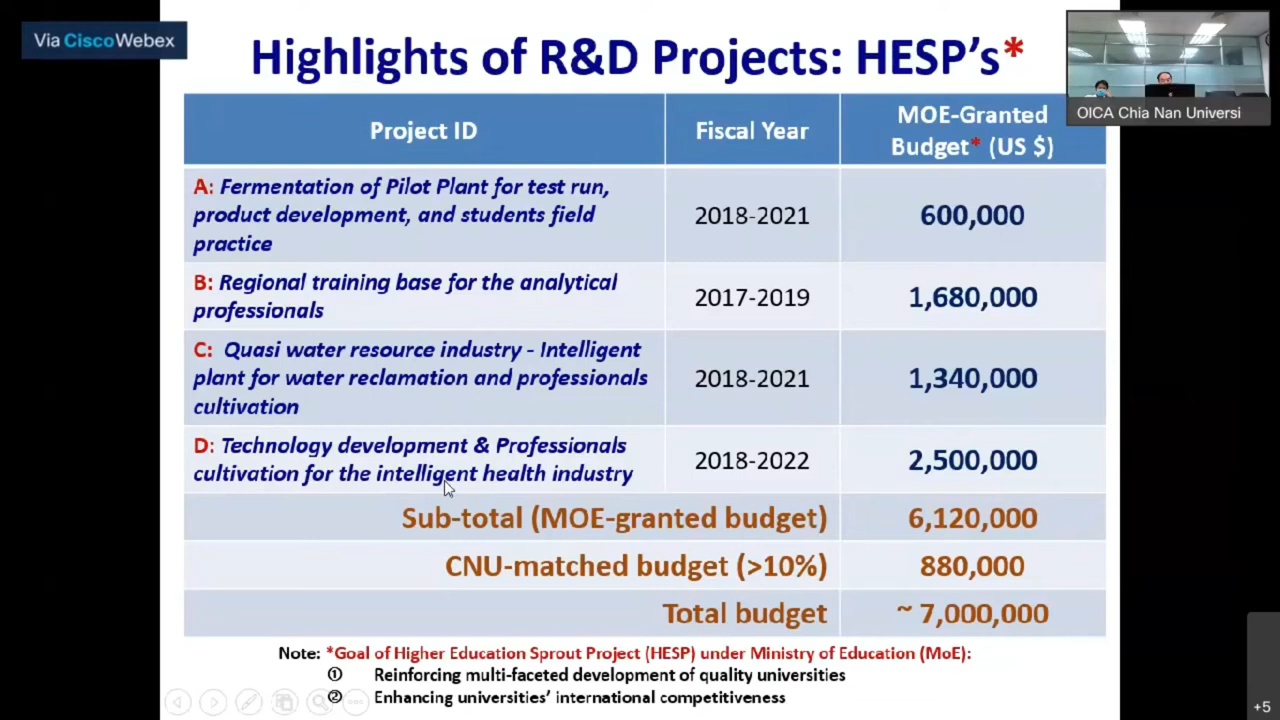 Via Cisco Webex
Highlights of R&D Projects: HESP's*
OICA Chia Nan Universi
Project ID
Fiscal Year
MOE-Granted
Budget* (US $)
A: Fermentation of Pilot Plant for test run,
product development, and students field
practice
2018-2021
600,000
B: Regional training base for the analytical
professionals
2017-2019
1,680,000
C: Quasi water resource industry - Intelligent
plant for water reclamation and professionals
cultivation
2018-2021
1,340,000
D: Technology development & Professionals
cultivation for the intelligent health industry
2018-2022
2,500,000
Sub-total (MOE-granted budget)
6,120,000
CNU-matched budget (>10%)
880,000
Total budget
~ 7,000,000
Note: *Goal of Higher Education Sprout Project (HESP) under Ministry of Education (MoE):
① Reinforcing multi-faceted development of quality universities
② Enhancing universities' international competitiveness
+5